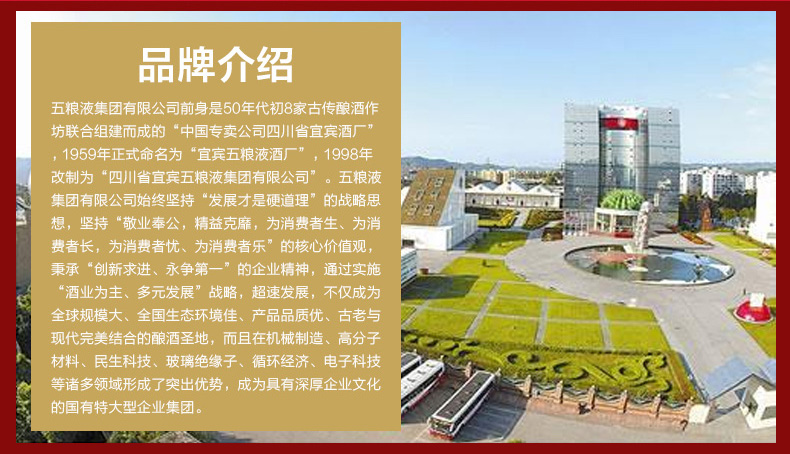 品牌介绍
五粮液集团有限公司前身是50年代初8家古传酿酒作
坊联合组建而成的“中国专卖公司四川省宜宾酒厂”
，1959年正式命名为“宜宾五粮液酒厂”，1998年
改制为“四川省宜宾五粮液集团有限公司”。五粮液
集团有限公司始终坚持“发展才是硬道理”的战略思
想，坚持“敬业奉公，精益克靡，为消费者生、为消
费者长，为消费者忧、为消费者乐”的核心价值观，
秉承“创新求进、永争第一”的企业精神，通过实施
“酒业为主、多元发展”战略，超速发展，不仅成为
全球规模大、全国生态环境佳、产品品质优、古老与
现代完美结合的酿酒圣地，而且在机械制造、高分子
材料、民生科技、玻璃绝缘子、循环经济、电子科技
等诸多领域形成了突出优势，成为具有深厚企业文化
的国有特大型企业集团。